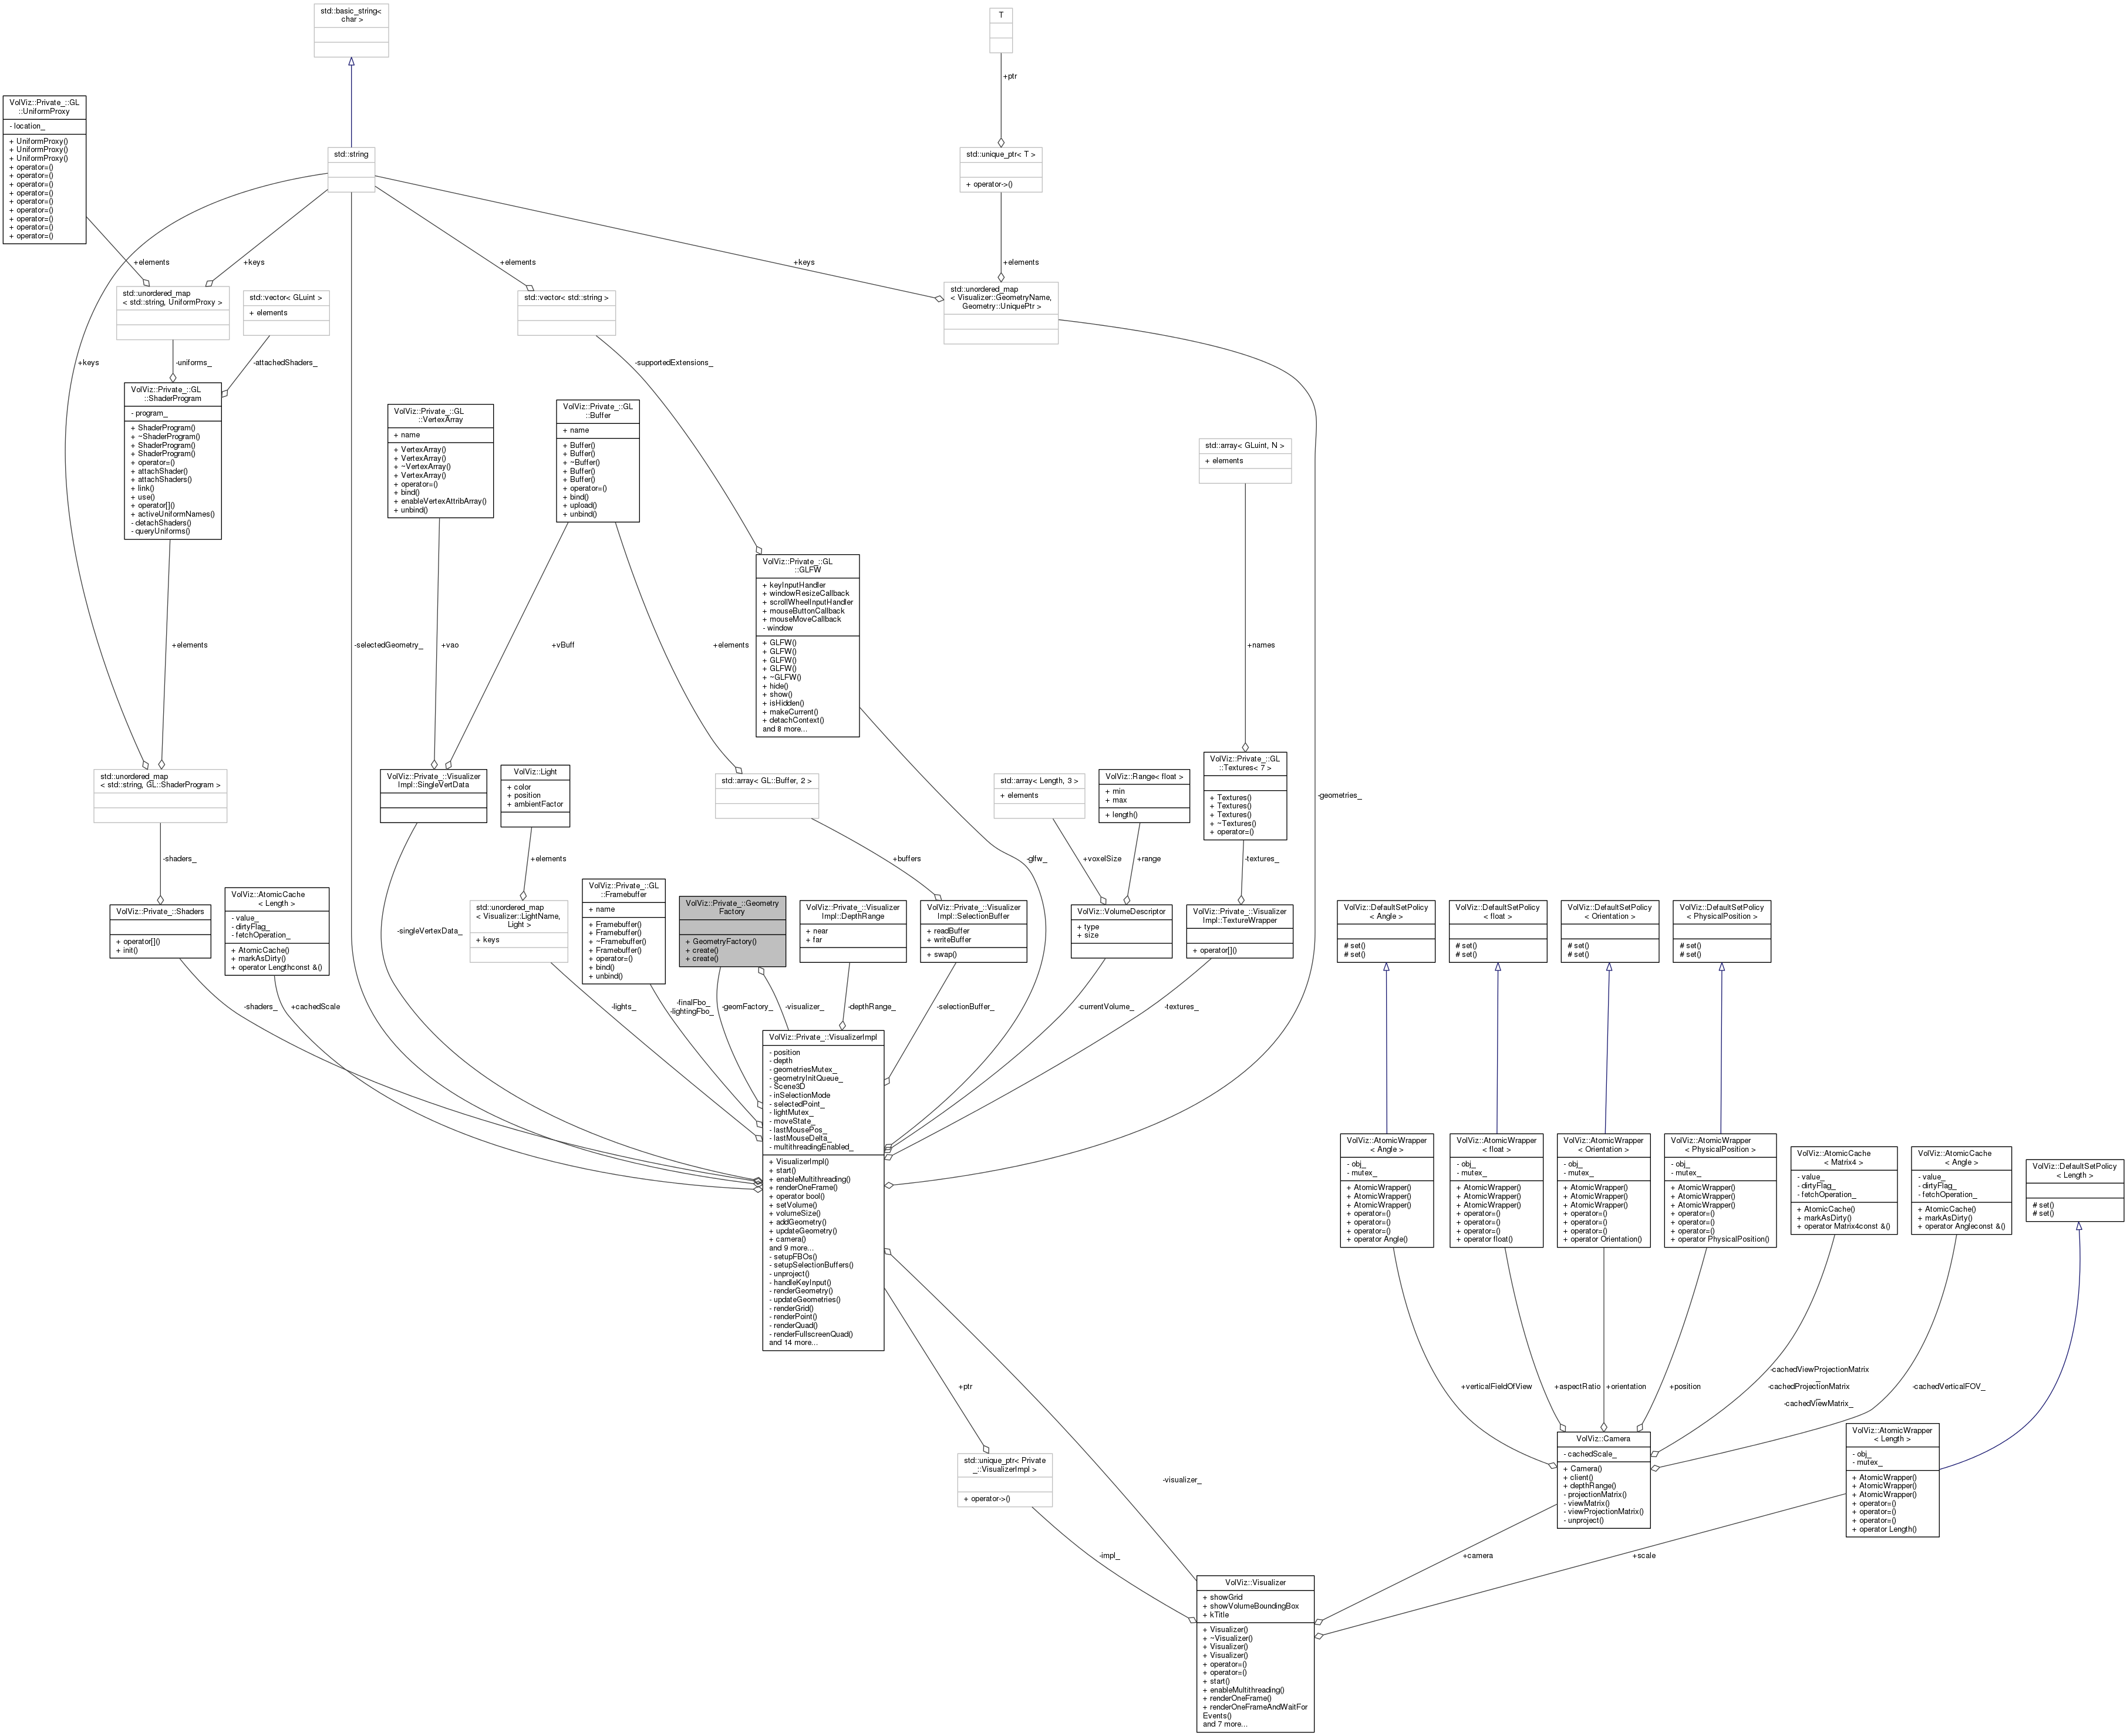 std::basic_string<
char >
T
+ptr
VolViz::Private_::GL
::UniformProxy
- location_
+ UniformProxy()
+ UniformProxy()
+ UniformProxy()
+ operator=()
+ operator=()
+ operator=()
+ operator=()
+ operator=()
+ operator=()
+ operator=()
+ operator=()
+ operator=()
std::string
std::unique_ptr< T >
+ operator->()
+elements
+keys
+elements
+keys
+elements
std::unordered_map
< std::string, UniformProxy >
std::vector< GLuint >
+ elements
std::vector< std::string >
std::unordered_map
< Visualizer::GeometryName,
Geometry::UniquePtr >
+keys
-uniforms_
-attachedShaders_
-supportedExtensions_
VolViz::Private_::GL
::ShaderProgram
- program_
+ ShaderProgram()
+ ~ShaderProgram()
+ ShaderProgram()
+ ShaderProgram()
+ operator=()
+ attachShader()
+ attachShaders()
+ link()
+ use()
+ operator[]()
+ activeUniformNames()
- detachShaders()
- queryUniforms()
VolViz::Private_::GL
::VertexArray
+ name
+ VertexArray()
+ VertexArray()
+ ~VertexArray()
+ VertexArray()
+ operator=()
+ bind()
+ enableVertexAttribArray()
+ unbind()
VolViz::Private_::GL
::Buffer
+ name
+ Buffer()
+ Buffer()
+ ~Buffer()
+ Buffer()
+ Buffer()
+ operator=()
+ bind()
+ upload()
+ unbind()
std::array< GLuint, N >
+ elements
VolViz::Private_::GL
::GLFW
+ keyInputHandler
+ windowResizeCallback
+ scrollWheelInputHandler
+ mouseButtonCallback
+ mouseMoveCallback
- window
+ GLFW()
+ GLFW()
+ GLFW()
+ GLFW()
+ ~GLFW()
+ hide()
+ show()
+ isHidden()
+ makeCurrent()
+ detachContext()
and 8 more...
+elements
-selectedGeometry_
+vao
+vBuff
+elements
+names
-geometries_
std::unordered_map
< std::string, GL::ShaderProgram >
VolViz::Private_::Visualizer
Impl::SingleVertData
VolViz::Light
+ color
+ position
+ ambientFactor
std::array< GL::Buffer, 2 >
std::array< Length, 3 >
+ elements
VolViz::Range< float >
+ min
+ max
+ length()
VolViz::Private_::GL
::Textures< 7 >
+ Textures()
+ Textures()
+ Textures()
+ ~Textures()
+ operator=()
-shaders_
+elements
+buffers
-glfw_
+voxelSize
+range
-textures_
VolViz::Private_::Shaders
+ operator[]()
+ init()
VolViz::AtomicCache
< Length >
- value_
- dirtyFlag_
- fetchOperation_
+ AtomicCache()
+ markAsDirty()
+ operator Lengthconst &()
-singleVertexData_
std::unordered_map
< Visualizer::LightName,
Light >
+ keys
VolViz::Private_::GL
::Framebuffer
+ name
+ Framebuffer()
+ Framebuffer()
+ ~Framebuffer()
+ Framebuffer()
+ operator=()
+ bind()
+ unbind()
VolViz::Private_::Geometry
Factory
+ GeometryFactory()
+ create()
+ create()
VolViz::Private_::Visualizer
Impl::DepthRange
+ near
+ far
VolViz::Private_::Visualizer
Impl::SelectionBuffer
+ readBuffer
+ writeBuffer
+ swap()
VolViz::VolumeDescriptor
+ type
+ size
VolViz::Private_::Visualizer
Impl::TextureWrapper
+ operator[]()
VolViz::DefaultSetPolicy
< Angle >
# set()
# set()
VolViz::DefaultSetPolicy
< float >
# set()
# set()
VolViz::DefaultSetPolicy
< Orientation >
# set()
# set()
VolViz::DefaultSetPolicy
< PhysicalPosition >
# set()
# set()
-shaders_
+cachedScale
-lights_
-finalFbo_
-lightingFbo_
-geomFactory_
-visualizer_
-depthRange_
-selectionBuffer_
-currentVolume_
-textures_
VolViz::Private_::VisualizerImpl
- position
- depth
- geometriesMutex_
- geometryInitQueue_
- Scene3D
- inSelectionMode
- selectedPoint_
- lightMutex_
- moveState_
- lastMousePos_
- lastMouseDelta_
- multithreadingEnabled_
+ VisualizerImpl()
+ start()
+ enableMultithreading()
+ renderOneFrame()
+ operator bool()
+ setVolume()
+ volumeSize()
+ addGeometry()
+ updateGeometry()
+ camera()
and 9 more...
- setupFBOs()
- setupSelectionBuffers()
- unproject()
- handleKeyInput()
- renderGeometry()
- updateGeometries()
- renderGrid()
- renderPoint()
- renderQuad()
- renderFullscreenQuad()
and 14 more...
VolViz::AtomicWrapper
< Angle >
- obj_
- mutex_
+ AtomicWrapper()
+ AtomicWrapper()
+ AtomicWrapper()
+ operator=()
+ operator=()
+ operator=()
+ operator Angle()
VolViz::AtomicWrapper
< float >
- obj_
- mutex_
+ AtomicWrapper()
+ AtomicWrapper()
+ AtomicWrapper()
+ operator=()
+ operator=()
+ operator=()
+ operator float()
VolViz::AtomicWrapper
< Orientation >
- obj_
- mutex_
+ AtomicWrapper()
+ AtomicWrapper()
+ AtomicWrapper()
+ operator=()
+ operator=()
+ operator=()
+ operator Orientation()
VolViz::AtomicWrapper
< PhysicalPosition >
- obj_
- mutex_
+ AtomicWrapper()
+ AtomicWrapper()
+ AtomicWrapper()
+ operator=()
+ operator=()
+ operator=()
+ operator PhysicalPosition()
VolViz::AtomicCache
< Matrix4 >
- value_
- dirtyFlag_
- fetchOperation_
+ AtomicCache()
+ markAsDirty()
+ operator Matrix4const &()
VolViz::AtomicCache
< Angle >
- value_
- dirtyFlag_
- fetchOperation_
+ AtomicCache()
+ markAsDirty()
+ operator Angleconst &()
VolViz::DefaultSetPolicy
< Length >
# set()
# set()
+ptr
+verticalFieldOfView
+aspectRatio
+orientation
+position
-cachedViewProjectionMatrix
_
-cachedProjectionMatrix
_
-cachedViewMatrix_
-cachedVerticalFOV_
VolViz::Camera
- cachedScale_
+ Camera()
+ client()
+ depthRange()
- projectionMatrix()
- viewMatrix()
- viewProjectionMatrix()
- unproject()
VolViz::AtomicWrapper
< Length >
- obj_
- mutex_
+ AtomicWrapper()
+ AtomicWrapper()
+ AtomicWrapper()
+ operator=()
+ operator=()
+ operator=()
+ operator Length()
std::unique_ptr< Private
_::VisualizerImpl >
+ operator->()
-visualizer_
-impl_
+camera
+scale
VolViz::Visualizer
+ showGrid
+ showVolumeBoundingBox
+ kTitle
+ Visualizer()
+ ~Visualizer()
+ Visualizer()
+ Visualizer()
+ operator=()
+ operator=()
+ start()
+ enableMultithreading()
+ renderOneFrame()
+ renderOneFrameAndWaitFor
Events()
and 7 more...